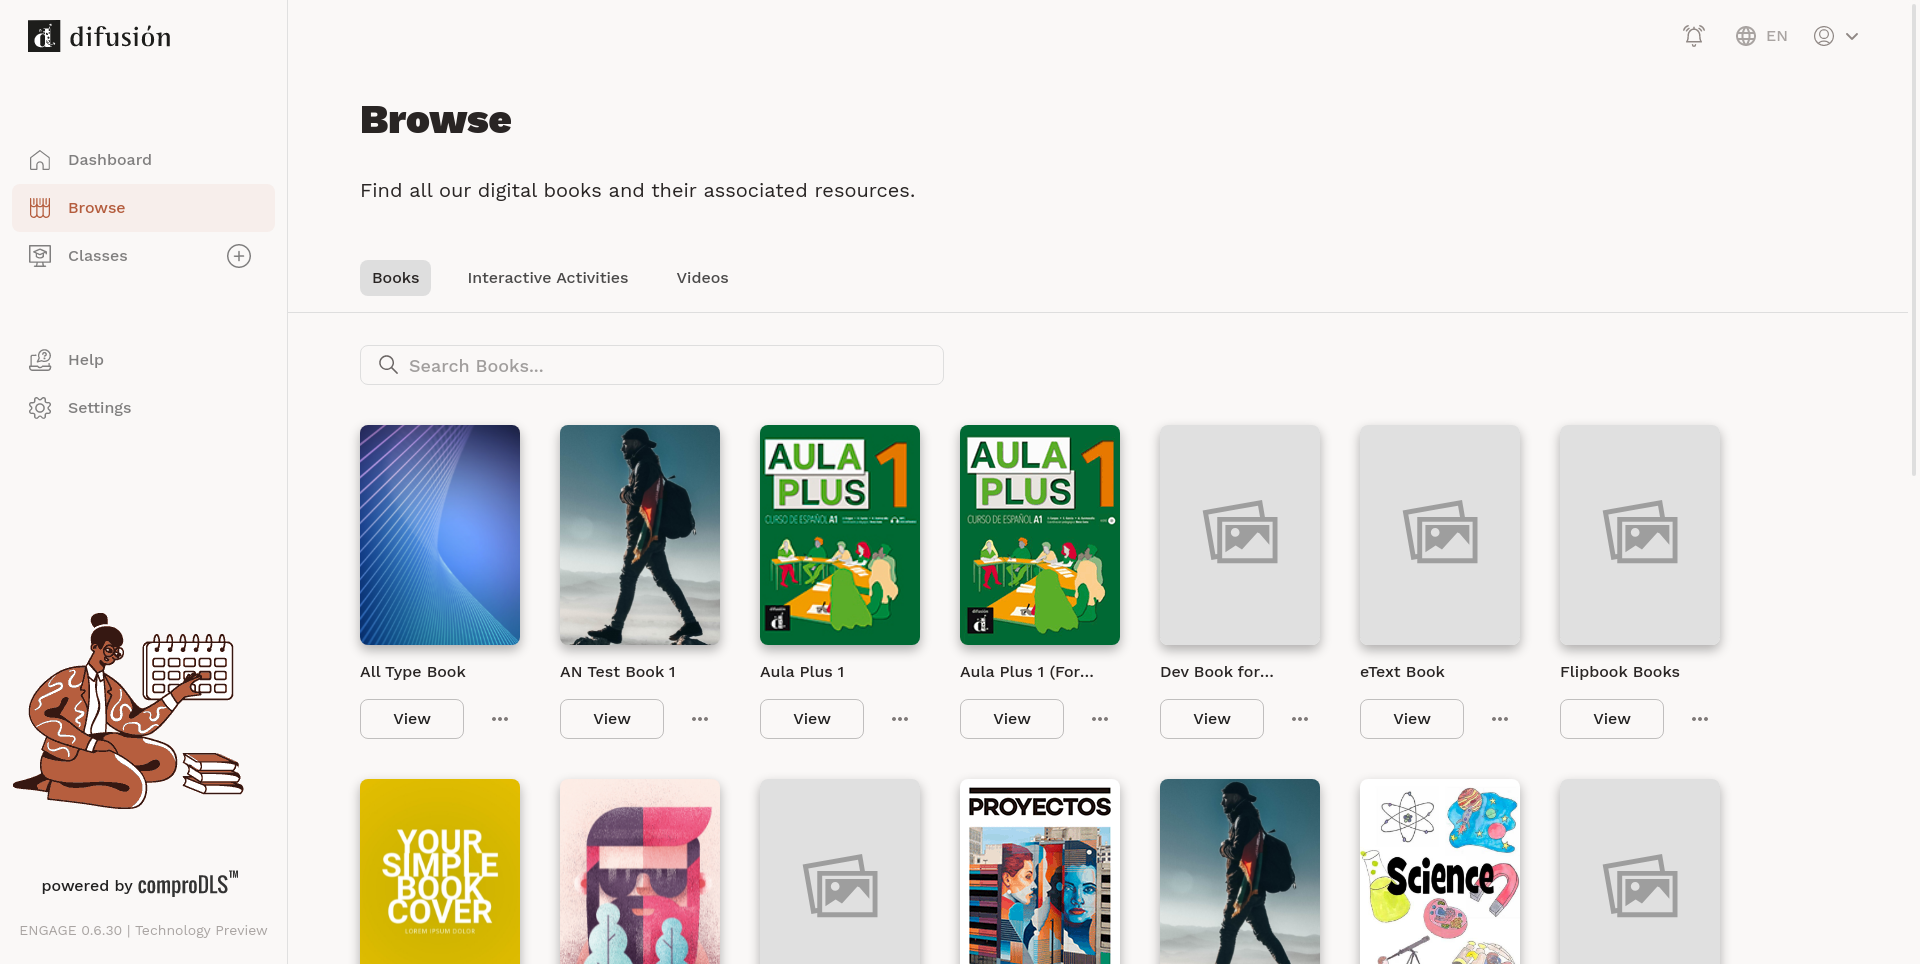 difusión
EN
Browse
Find all our digital books and their associated resources.
Dashboard
Browse
Classes
Help
Settings
Books
Interactive Activities
Videos
Search Books...
AULA 1
PLUS
CURSO DE ESPAÑOL A1
AULA 1
PLUS
CURSO DE ESPAÑOL A1
difusión
All Type Book
AN Test Book 1
Aula Plus 1
Aula Plus 1 (For...
Dev Book for...
eText Book
Flipbook Books
View
View
View
View
View
View
View
YOUR
SIMPLE
BOOK
COVER
LOREM IPSUM DOLOR
PROYECTOS
Science
powered by comproDLS™
ENGAGE 0.6.30 | Technology Preview